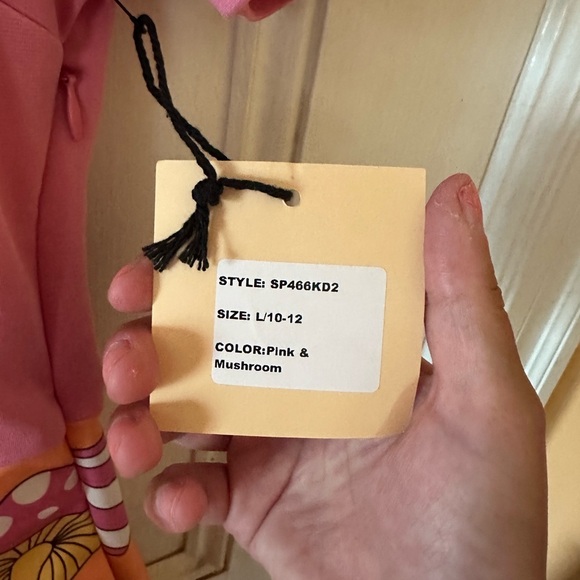 STYLE: SP466KD2
SIZE: L/10-12
COLOR:Pink &
Mushroom